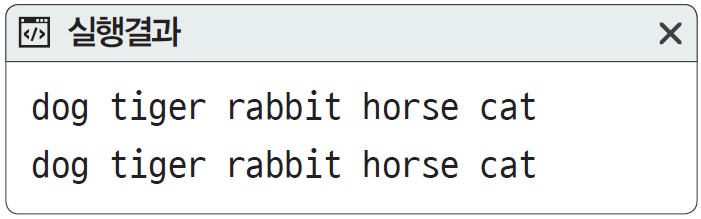 실행결과
dog tiger rabbit horse cat
dog tiger rabbit horse cat